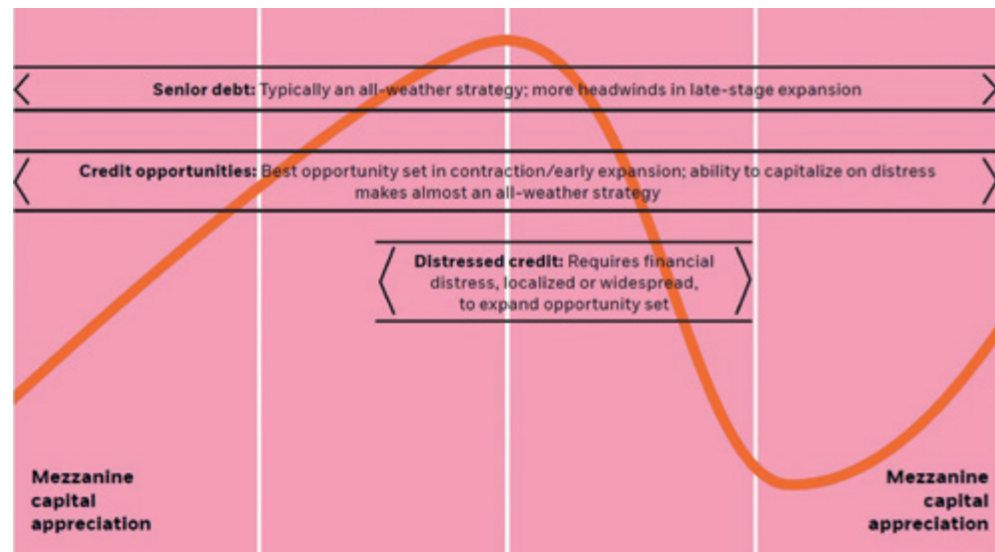 Senior debt: Typically an all-weather strategy; more headwinds in late-stage expansion
Credit opportunities: Best opportunity set in contraction/early expansion; ability to capitalize on distress
makes almost an all-weather strategy
Distressed credit: Requires financial
distress, localized or widespread,
to expand opportunity set
Mezzanine
capital
appreciation
Mezzanine
capital
appreciation